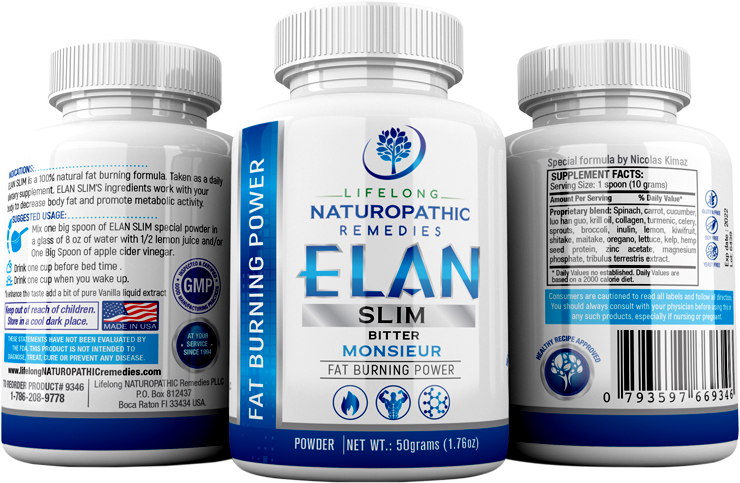 INDICATIONS:
ELAN SLIM is a 100% natural fat burning formula. Taken as a daily
dietary supplement. ELAN SLIM'S ingredients work with your
body to decrease body fat and promote metabolic activity.
SUGGESTED USAGE:
Mix one big spoon of ELAN SLIM special powder in
a glass of 8 oz of water with 1/2 lemon juice and/or
One Big Spoon of apple cider vinegar.
Drink one cup before bed time .
Drink one cup when you wake up.
To enhance the taste add a bit of pure Vanilla liquid extract
Keep out of reach of children.
Store in a cool dark place.
MADE IN USA
THESE STATEMENTS HAVE NOT BEEN EVALUATED BY
THE FDA. THIS PRODUCT IS NOT INTENDED TO
DIAGNOSE, TREAT, CURE OR PREVENT ANY DISEASE.
www.lifelongNATUROPATHICremedies.com
TO REORDER PRODUCT# 9346
1-786-208-9778
Lifelong NATUROPATHIC Remedies PLLC.
P.O Box 812437
Boca Raton Fl 33434 USA.
GMP
AT YOUR
SERVICE
SINCE 1994
FAT BURNING POWER
LIFELONG
NATUROPATHIC
REMEDIES
ELAN
SLIM
BITTER
MONSIEUR
FAT BURNING POWER
POWDER NET WT.: 50grams (1.76oz)
Special formula by Nicolas Kimaz
SUPPLEMENT FACTS:
Serving Size: 1 spoon (10 grams)
Amount Per Serving % Daily Value*
Proprietary blend: Spinach, carrot, cucumber,
luo han guo, krill oil, collagen, turmeric, celery,
sprouts, broccoli, inulin, lemon, kiwifruit,
shitake, maitake, oregano, lettuce, kelp, hemp
seed protein, zinc acetate, magnesium
phosphate, tribulus terrestris extract.
* Daily Values no established. Daily Values are
based on a 2000 calorie diet.
Consumers are cautioned to read all labels and follow all directions.
You should always consult with your physician before using this or
any such products, especially if nursing or pregnant.
HEALTHY RECIPE APPROVED
Exp date: 2022
0 793597 669346